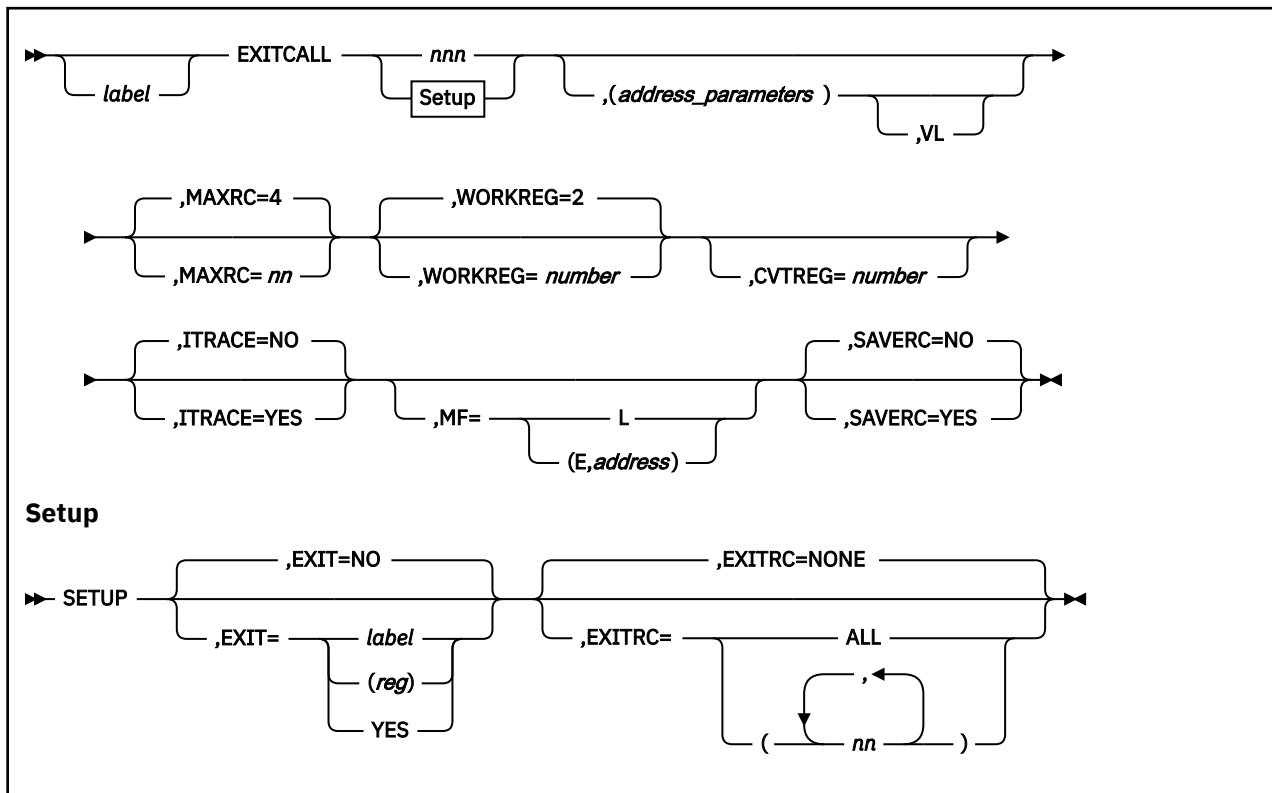 EXITCALL nnn
label Setup ,(address_parameters )
,VL
,MAXRC=4 ,WORKREG=2
,MAXRC= nn ,WORKREG= number ,CVTREG= number
,ITRACE=NO ,SAVERC=NO
,ITRACE=YES ,MF= L ,SAVERC=YES
(E,address)
Setup
,EXIT=NO ,EXITRC=NONE
SETUP
,EXIT= label ,EXITRC= ALL
(reg) ,
YES ( nn )